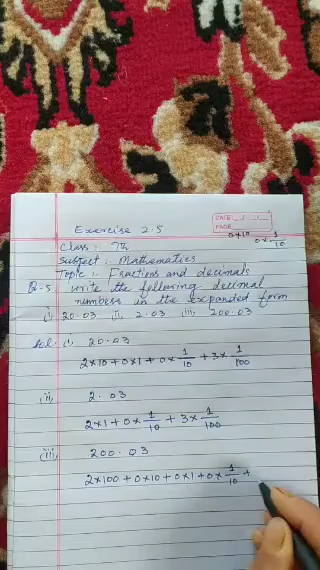 Exercise 2.5
DATE
PAGE
0×10
0×1/10
Class :- 7th
Subject :- Mathematics
Topic :- Fractions and decimals
Q.5. Write the following decimal
numbers in the expanded form
(i) 20.03 (ii) 2.03 (iii) 200.03
Sol. (i) 20.03
2×10+0×1+0×1/10+3×1/100
(ii) 2.03
2×1+0×1/10+3×1/100
(iii) 200.03
2×100+0×10+0×1+0×1/10+